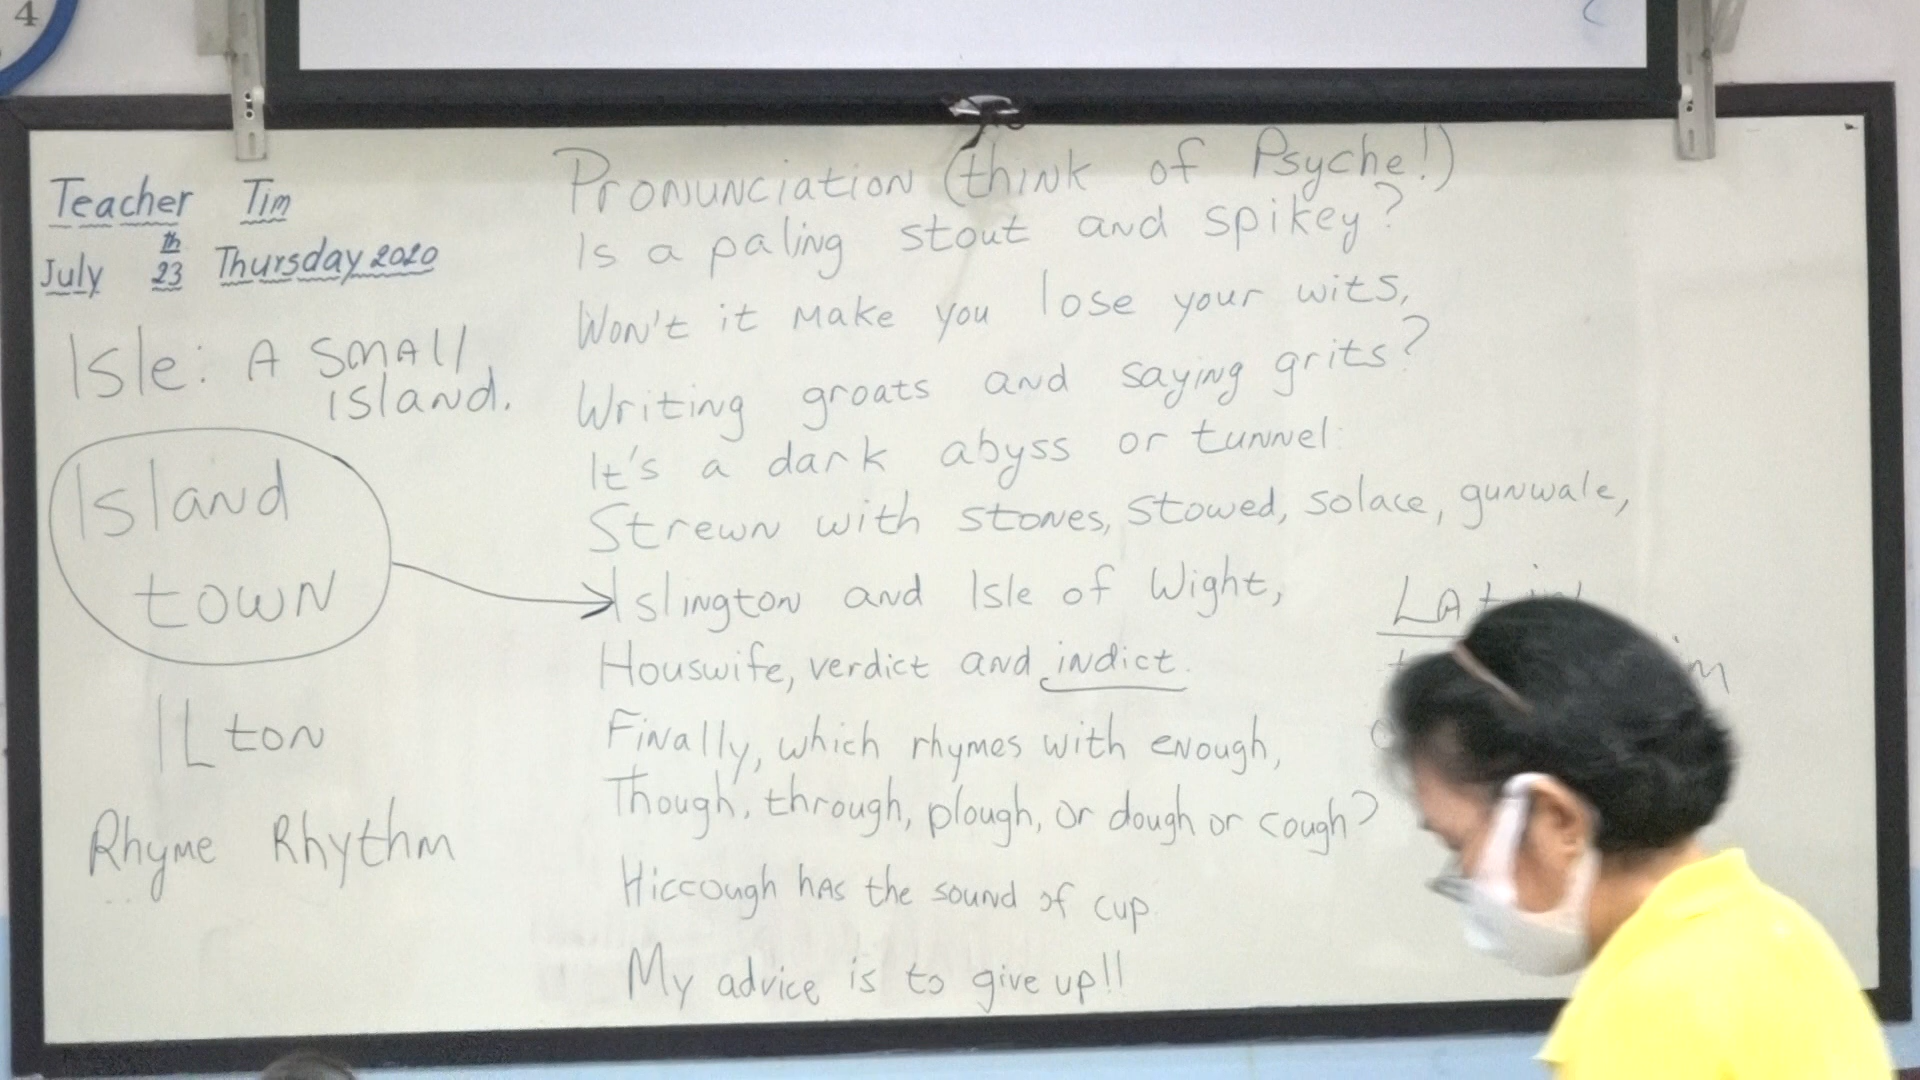 4
Teacher Tim
July 23th Thursday 2020
Isle: A small
island.
Island
town
ILton
Rhyme Rhythm
Pronunciation (think of Psyche!)
Is a paling stout and spikey?
Won't it make you lose your wits,
Writing groats and saying grits?
It's a dark abyss or tunnel:
Strewn with stones, stowed, solace, gunwale,
Islington and Isle of Wight,
Houswife, verdict and indict.
Finally, which rhymes with enough,
Though, through, plough, or dough or cough?
Hiccough has the sound of cup.
My advice is to give up!!